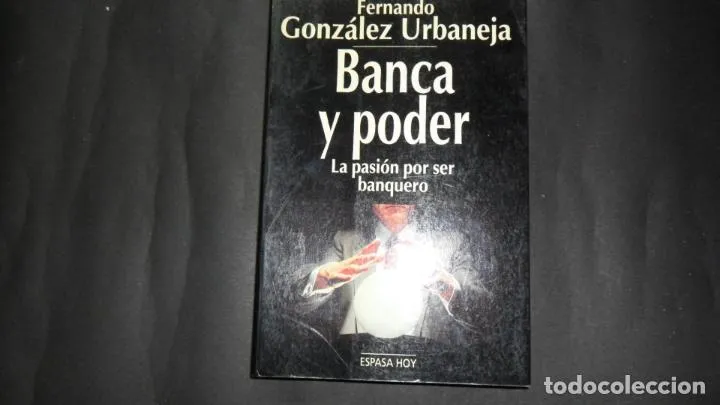 Fernando
González Urbaneja
Banca
y poder
La pasión por ser
banquero
ESPASA HOY
todocoleccion